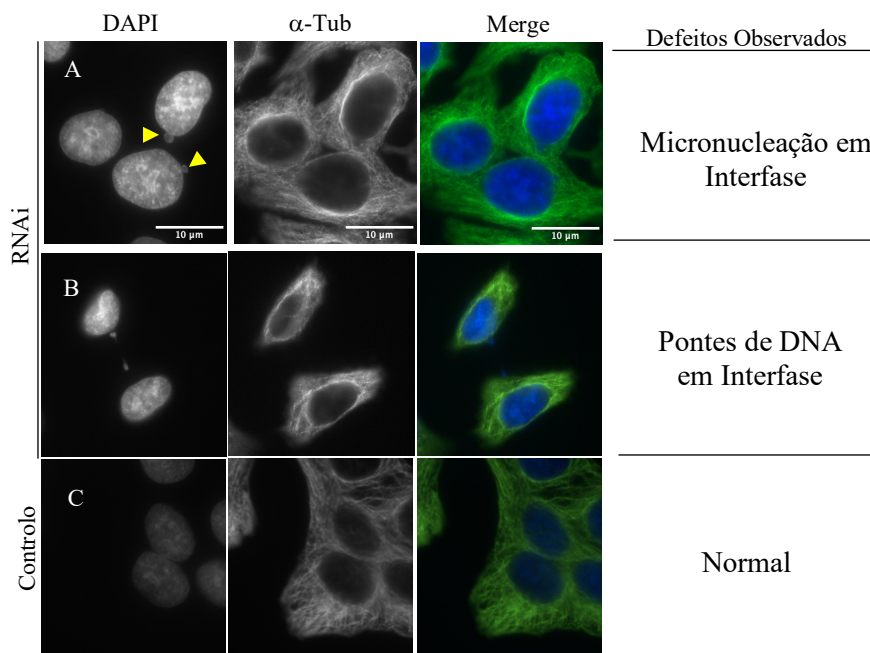 DAPI
α-Tub
Merge
Defeitos Observados
RNAi
A
10 µm
10 µm
10 µm
Micronucleação em
Interfase
B
Pontes de DNA
em Interfase
Controlo
C
Normal